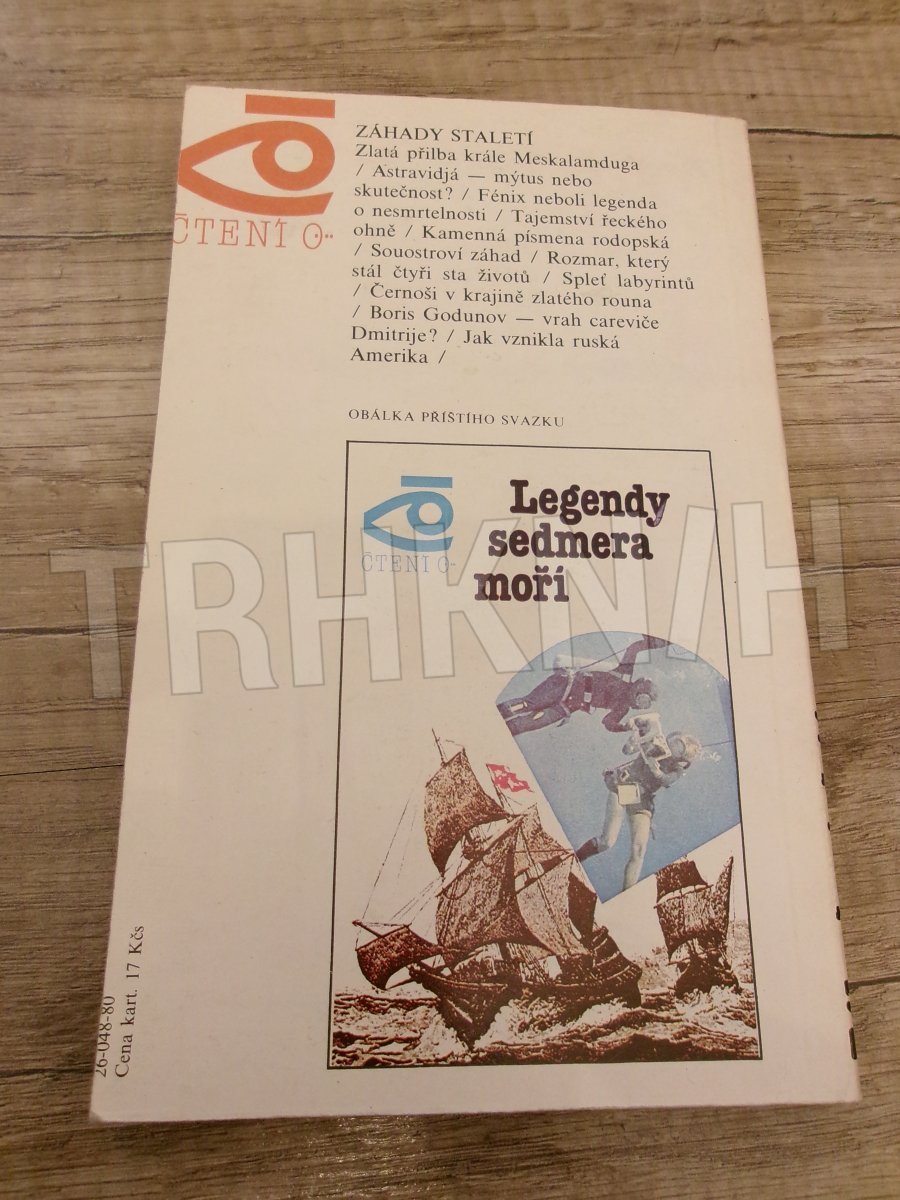 ČTENÍ O···
ZÁHADY STALETÍ
Zlatá přilba krále Meskalamduga
/ Astravidjá — mýtus nebo
skutečnost? / Fénix neboli legenda
o nesmrtelnosti / Tajemství řeckého
ohně / Kamenná písmena rodopská
/ Souostroví záhad / Rozmar, který
stál čtyři sta životů / Spleť labyrintů
/ Černoši v krajině zlatého rouna
/ Boris Godunov — vrah careviče
Dmitrije? / Jak vznikla ruská
Amerika /
OBÁLKA PŘÍŠTÍHO SVAZKU
ČTENÍ O···
Legendy
sedmera
moří
TRHKNIH
26-048-80
Cena kart. 17 Kčs